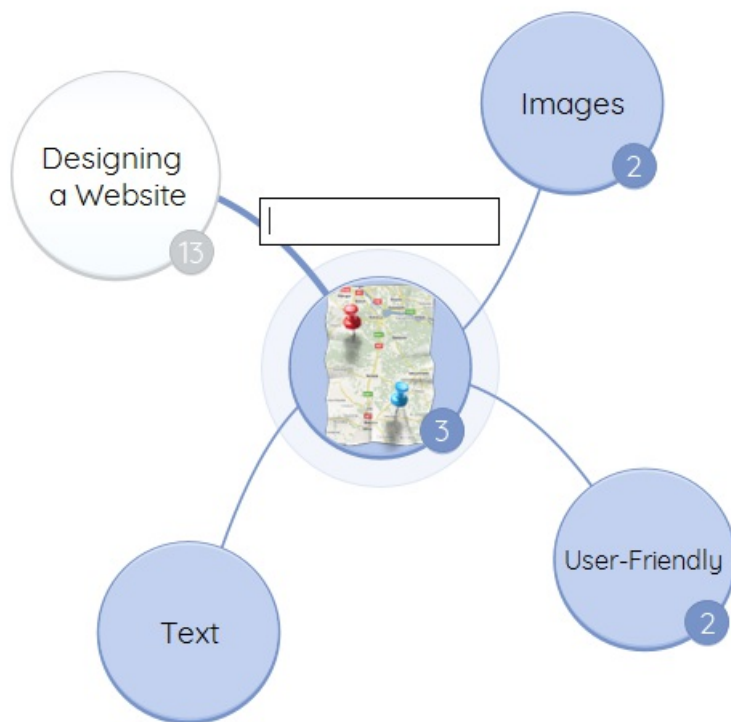 Images
2
Designing
a Website
13
3
User-Friendly
2
Text